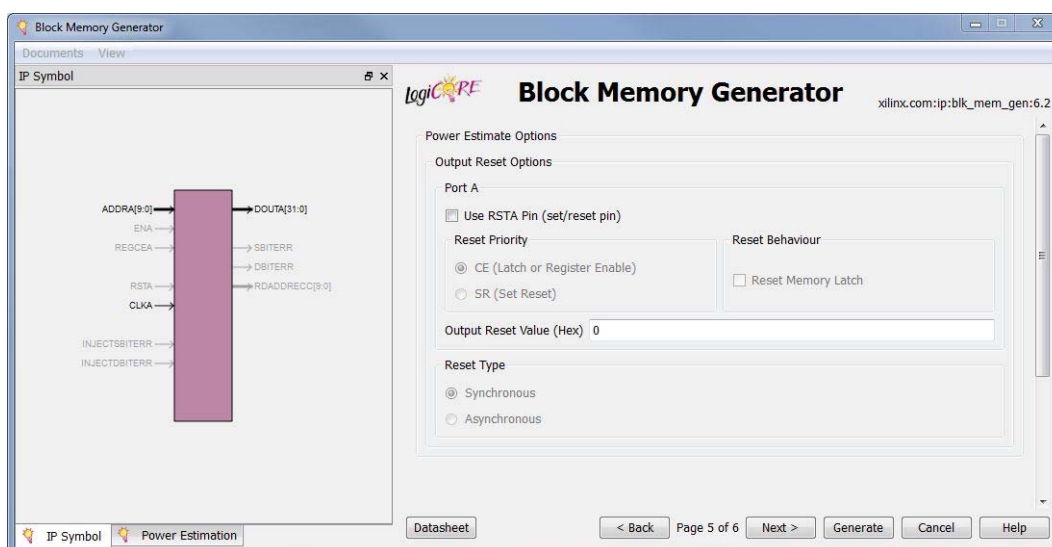 Block Memory Generator
Documents View
IP Symbol
ADDRA[9:0]
DOUTA[31:0]
ENA
REGCEA
SBITERR
DBITERR
RSTA
RDADDRECC[9:0]
CLKA
INJECTSBITERR
INJECTDBITERR
IP Symbol
Power Estimation
LogiCORE
Block Memory Generator
xilinx.com:ip:blk_mem_gen:6.2
Power Estimate Options
Output Reset Options
Port A
Use RSTA Pin (set/reset pin)
Reset Priority
CE (Latch or Register Enable)
SR (Set Reset)
Reset Behaviour
Reset Memory Latch
Output Reset Value (Hex) 0
Reset Type
Synchronous
Asynchronous
Datasheet
< Back
Page 5 of 6
Next >
Generate
Cancel
Help